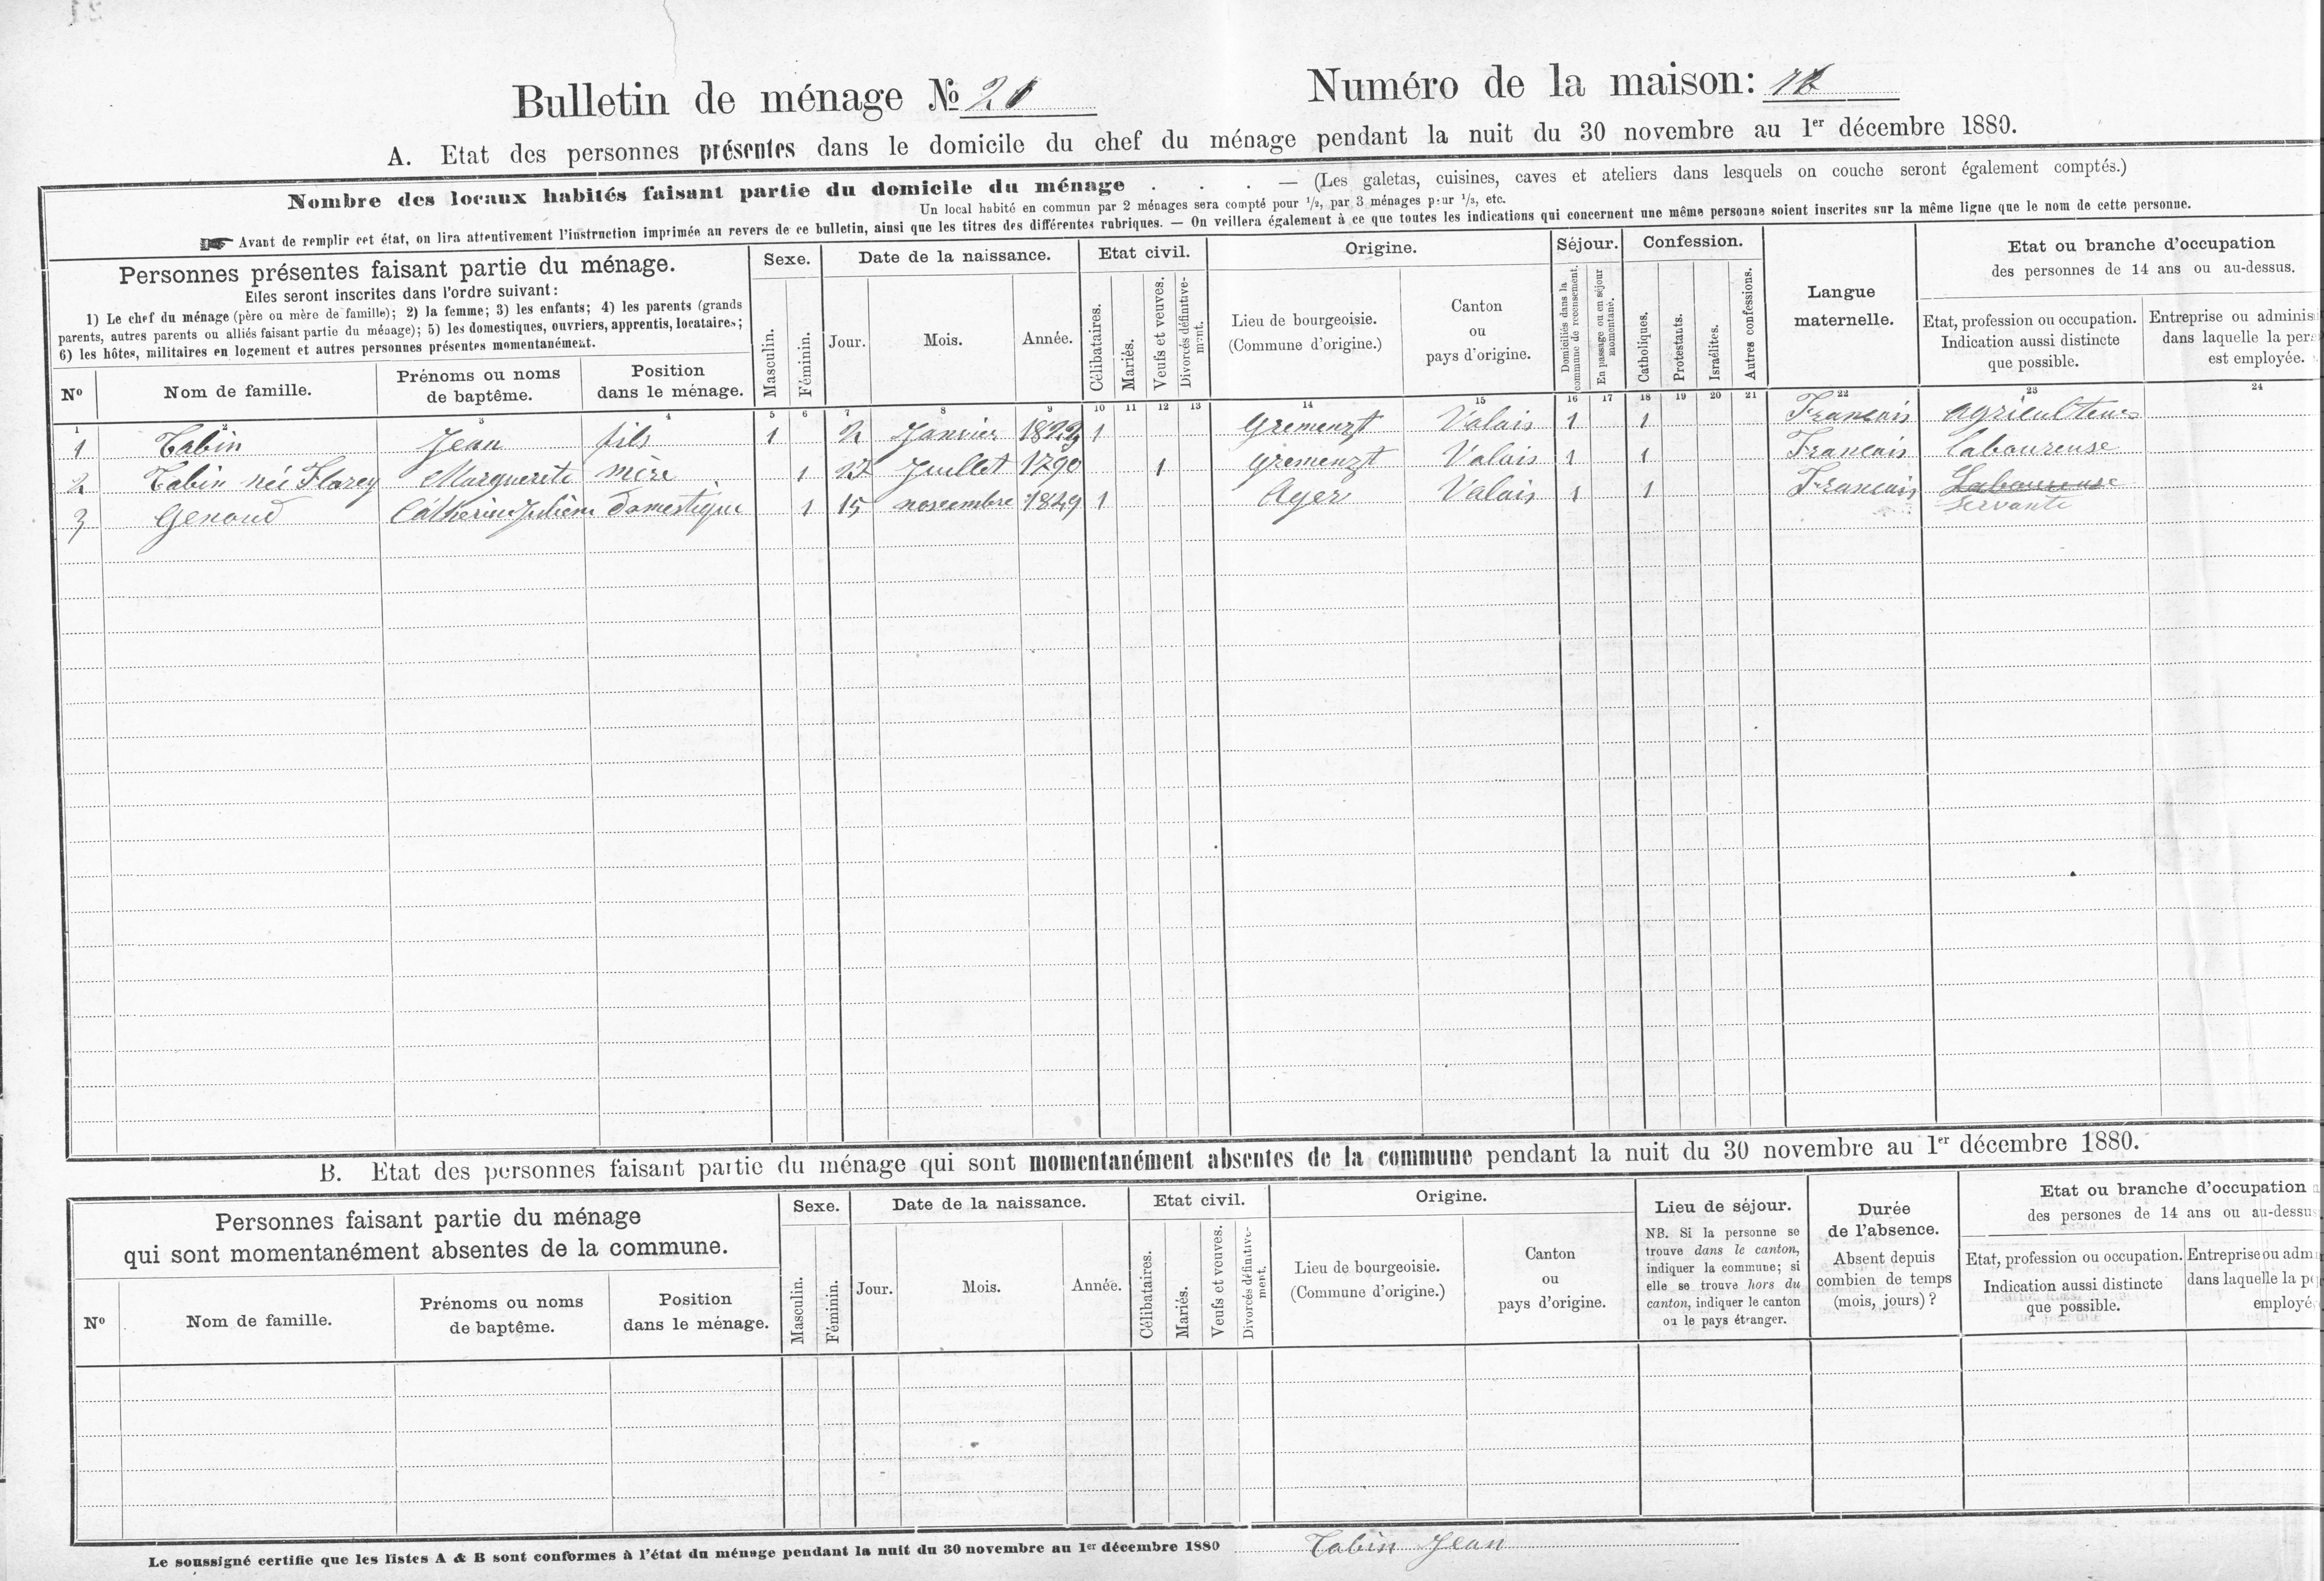 Bulletin de ménage № 20
Numéro de la maison:
A. Etat des personnes présentes dans le domicile du chef du ménage pendant la nuit du 30 novembre au 1er décembre 1880.
Nombre des locaux habités faisant partie du domicile du ménage . . . — (Les galetas, cuisines, caves et ateliers dans lesquels on couche seront également comptés.)
Un local habité en commun par 2 ménages sera compté pour 1/2, par 3 ménages pour 1/3, etc.
Avant de remplir cet état, on lira attentivement l'instruction imprimée au revers de ce bulletin, ainsi que les titres des différentes rubriques. — On veillera également à ce que toutes les indications qui concernent une même personne soient inscrites sur la même ligne que le nom de cette personne.
Personnes présentes faisant partie du ménage.
Elles seront inscrites dans l'ordre suivant:
1) Le chef du ménage (père ou mère de famille); 2) la femme; 3) les enfants; 4) les parents (grands
parents, autres parents ou alliés faisant partie du ménage); 5) les domestiques, ouvriers, apprentis, locataires;
6) les hôtes, militaires en logement et autres personnes présentes momentanément.
No
Nom de famille.
Prénoms ou noms
de baptême.
Position
dans le ménage.
Sexe.
Masculin.
Féminin.
Date de la naissance.
Jour.
Mois.
Année.
Etat civil.
Célibataires.
Mariés.
Veufs et veuves.
Divorcés définitive-
ment.
Origine.
Lieu de bourgeoisie.
(Commune d'origine.)
Canton
ou
pays d'origine.
Séjour.
Domiciliés dans la
commune de recensement.
En passage ou en séjour
momentané.
Confession.
Catholiques.
Protestants.
Israélites.
Autres confessions.
Langue
maternelle.
Etat ou branche d'occupation
des personnes de 14 ans ou au-dessus.
Etat, profession ou occupation.
Indication aussi distincte
que possible.
Entreprise ou adminis
dans laquelle la pers
est employée.
1 2 3 4 5 6 7 8 9 10 11 12 13 14 15 16 17 18 19 20 21 22 23 24
1 Tabin Jean fils 1 2 Janvier 1 Gremenzt Valais 1 1 Francais agriculteur
2 Tabin née Florey Marguerite mère 1 Juillet 1790 1 Gremenzt Valais 1 1 Francais laboureuse
3 Genoud Catherine domestique 1 15 novembre 1849 1 Ayer Valais 1 1 Francais Laboureuse
Servante
B. Etat des personnes faisant partie du ménage qui sont momentanément absentes de la commune pendant la nuit du 30 novembre au 1er décembre 1880.
Personnes faisant partie du ménage
qui sont momentanément absentes de la commune.
No
Nom de famille.
Prénoms ou noms
de baptême.
Position
dans le ménage.
Sexe.
Masculin.
Féminin.
Date de la naissance.
Jour.
Mois.
Année.
Etat civil.
Célibataires.
Mariés.
Veufs et veuves.
Divorcés définitive-
ment.
Origine.
Lieu de bourgeoisie.
(Commune d'origine.)
Canton
ou
pays d'origine.
Lieu de séjour.
NB. Si la personne se
trouve dans le canton,
indiquer la commune; si
elle se trouve hors du
canton, indiquer le canton
ou le pays étranger.
Durée
de l'absence.
Absent depuis
combien de temps
(mois, jours)?
Etat ou branche d'occupation
des persones de 14 ans ou au-dessus
Etat, profession ou occupation.
Indication aussi distincte
que possible.
Entreprise ou adm
dans laquelle la pe
employé
Le soussigné certifie que les listes A & B sont conformes à l'état du ménage pendant la nuit du 30 novembre au 1er décembre 1880
Tabin Jean